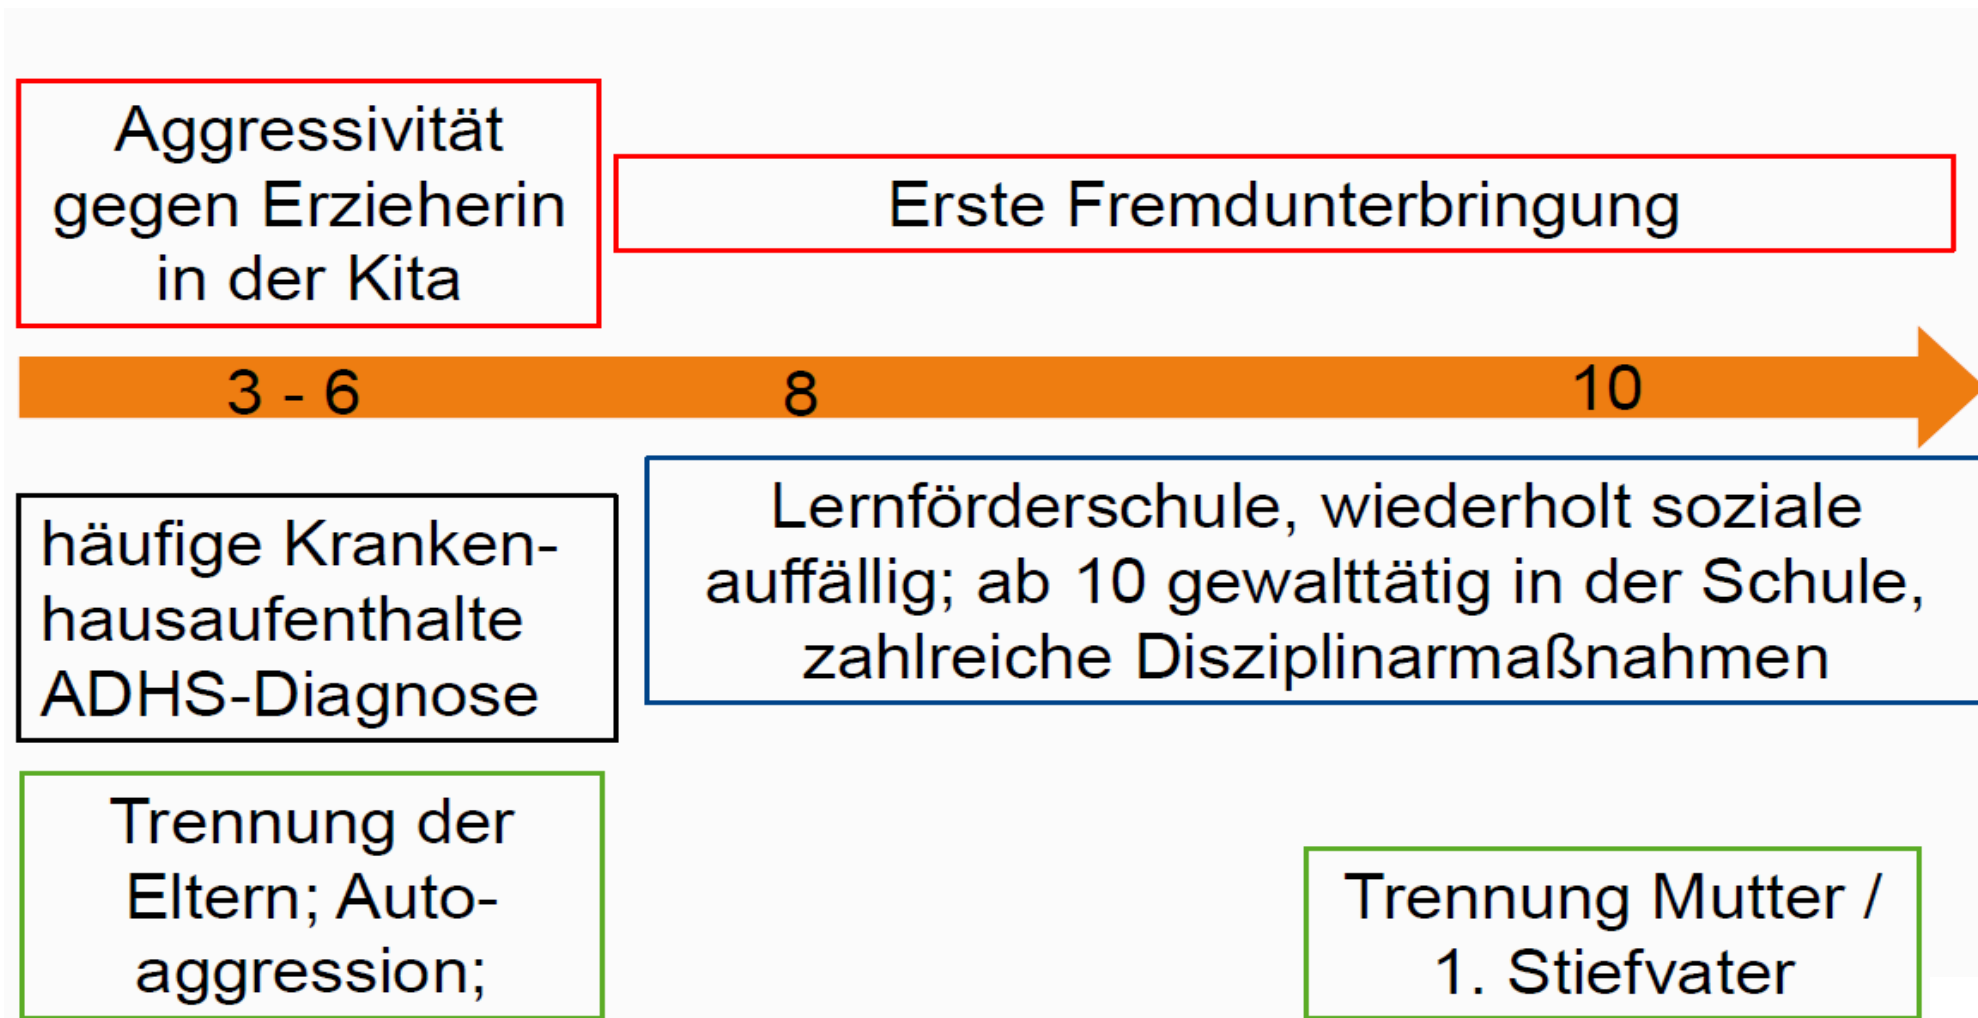 Aggressivität
gegen Erzieherin
in der Kita
Erste Fremdunterbringung
3 - 6
8
10
häufige Kranken-
hausaufenthalte
ADHS-Diagnose
Lernförderschule, wiederholt soziale
auffällig; ab 10 gewalttätig in der Schule,
zahlreiche Disziplinarmaßnahmen
Trennung der
Eltern; Auto-
aggression;
Trennung Mutter /
1. Stiefvater